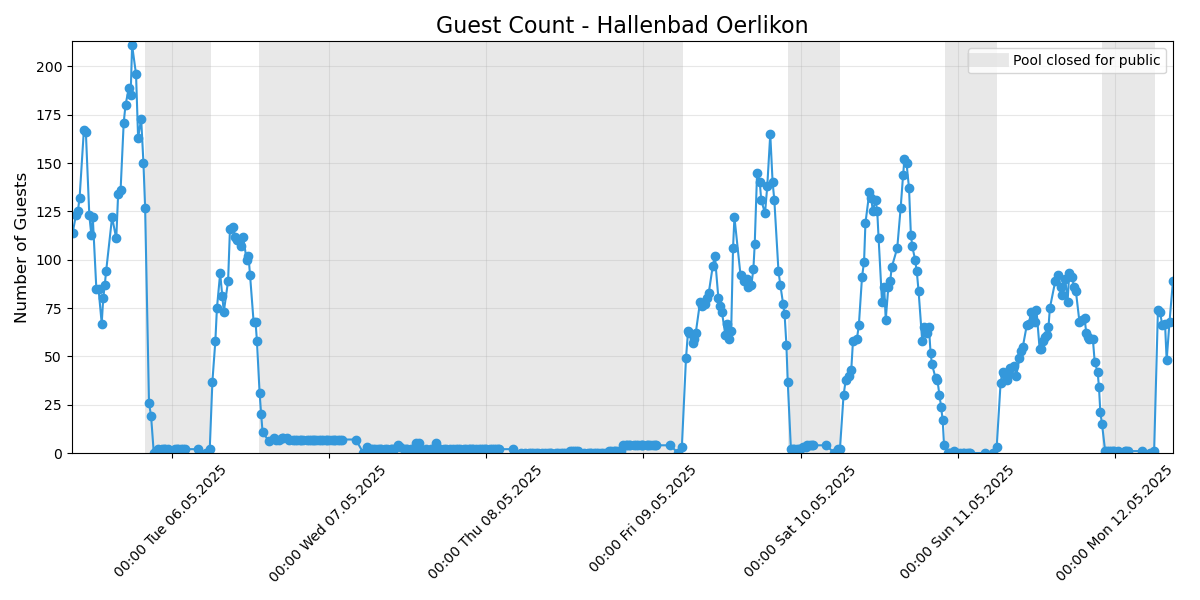 Guest Count - Hallenbad Oerlikon
Pool closed for public
Number of Guests
200
175
150
125
100
75
50
25
0
00:00 Tue 06.05.2025
00:00 Wed 07.05.2025
00:00 Thu 08.05.2025
00:00 Fri 09.05.2025
00:00 Sat 10.05.2025
00:00 Sun 11.05.2025
00:00 Mon 12.05.2025